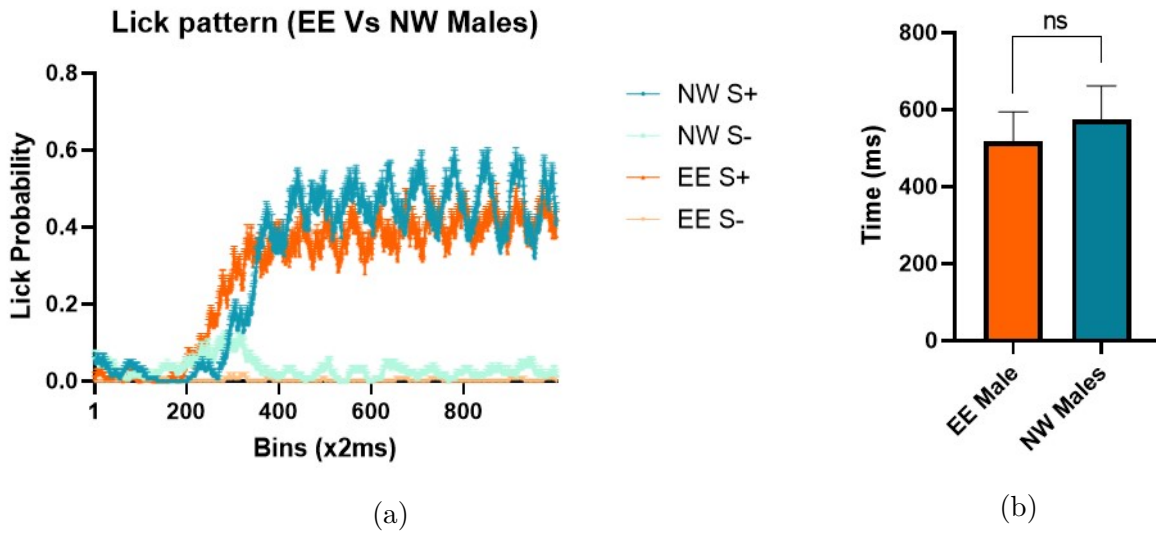 Lick pattern (EE Vs NW Males)
Lick Probability
0.8
0.6
0.4
0.2
0.0
1
200
400
600
800
Bins (x2ms)
NW S+
NW S-
EE S+
EE S-
(a)
ns
Time (ms)
800
600
400
200
0
EE Male
NW Males
(b)